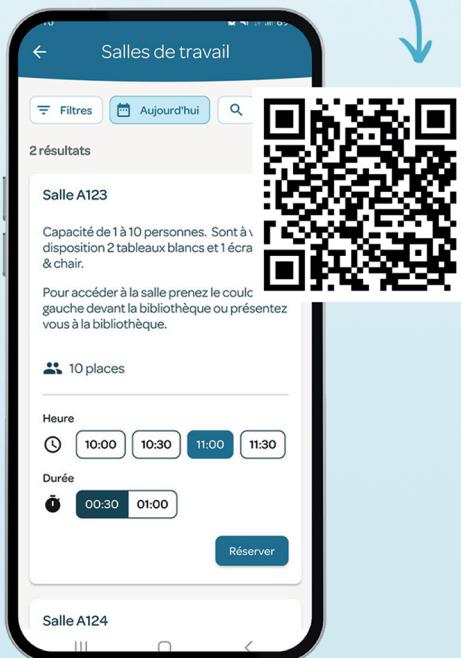 Salles de travail
Filtres
Aujourd'hui
2 résultats
Salle A123
Capacité de 1 à 10 personnes. Sont à
disposition 2 tableaux blancs et 1
& chair.
Pour accéder à la salle prenez le
gauche devant la bibliothèque ou présentez
vous à la bibliothèque.
10 places
Heure
10:00 10:30 11:00 11:30
Durée
00:30 01:00
Réserver
Salle A124